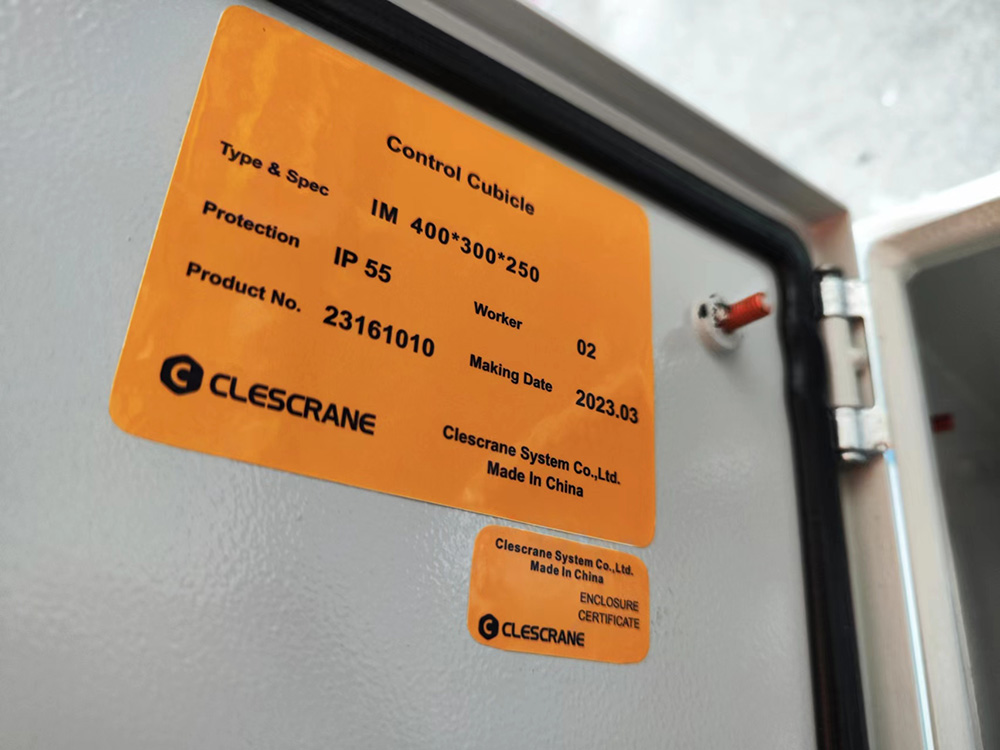 Control Cubicle
Type & Spec IM 400*300*250
Protection IP 55
Worker 02
Product No. 23161010
Making Date 2023.03
CLESCRANE
Clescrane System Co.,Ltd.
Made In China
Clescrane System Co.,Ltd.
Made In China
ENCLOSURE
CERTIFICATE
CLESCRANE